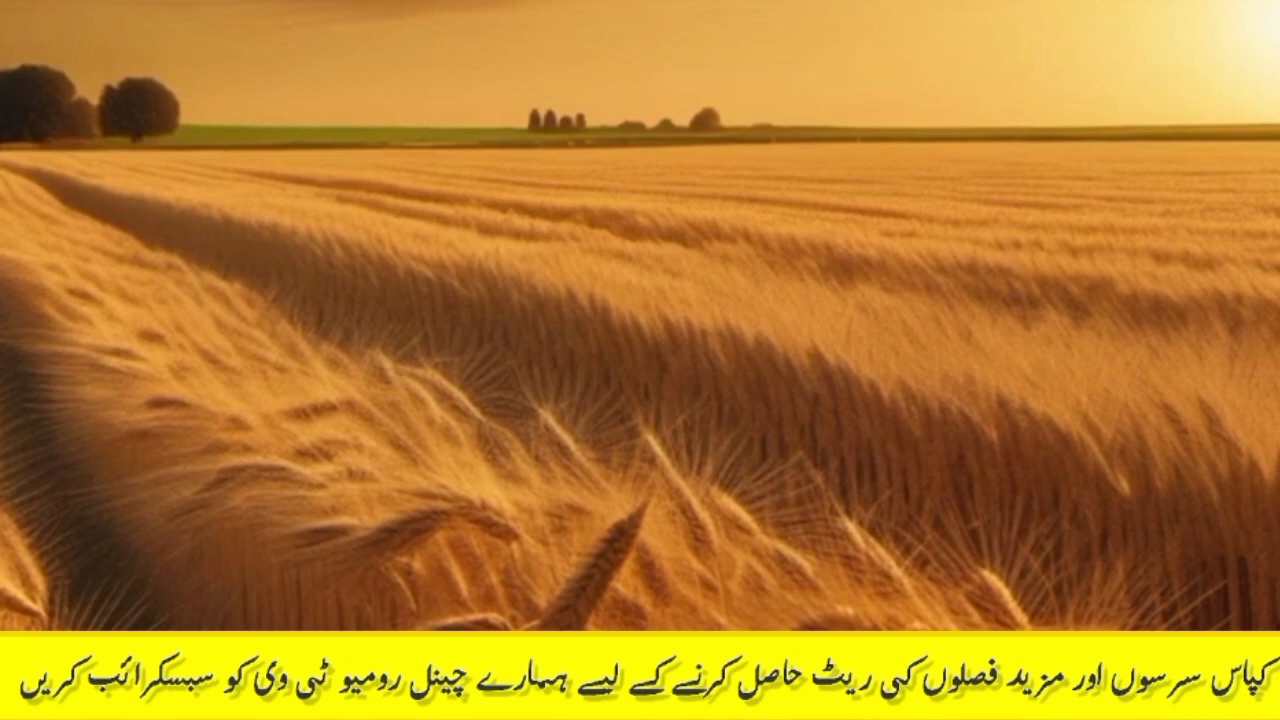 کپاس سرسوں اور مزید فصلوں کی ریٹ حاصل کرنے کے لیے ہمارے چینل رومیو ٹی وی کو سبسکرائب کریں